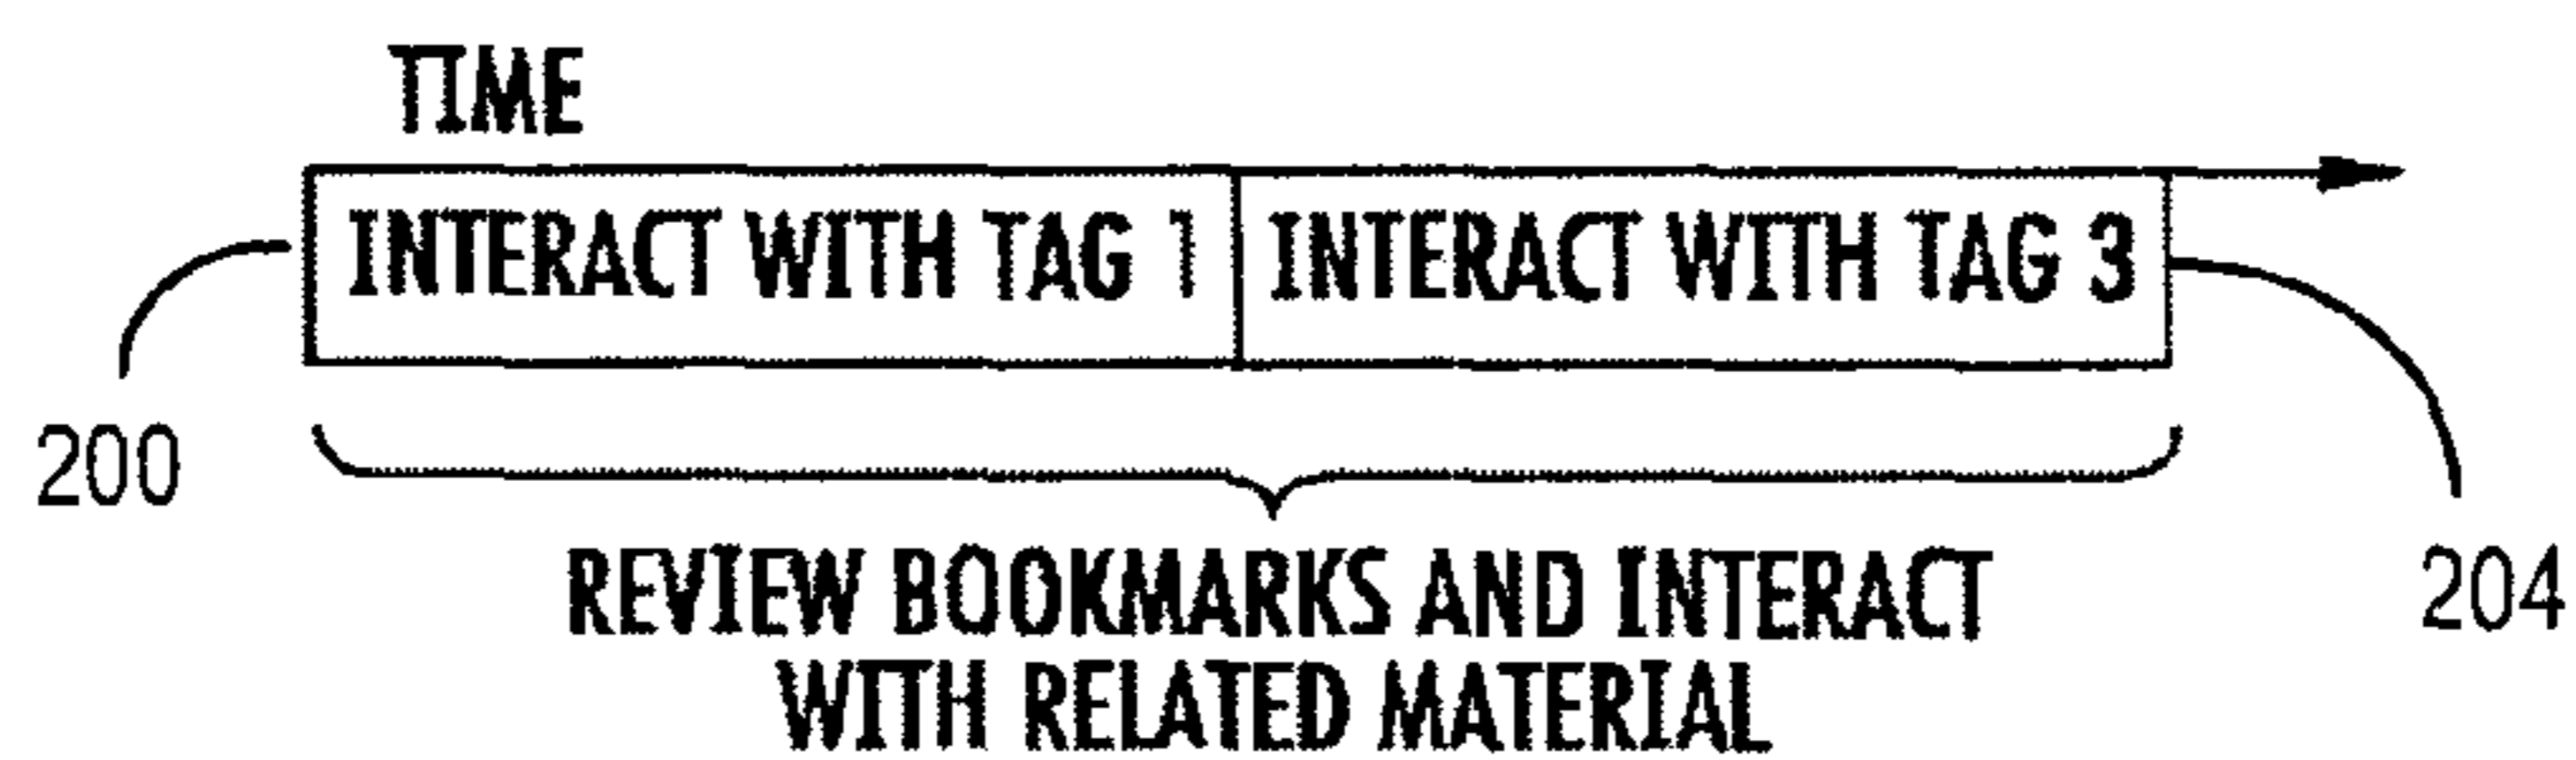 TIME
INTERACT WITH TAG 1 INTERACT WITH TAG 3
200
REVIEW BOOKMARKS AND INTERACT
WITH RELATED MATERIAL
204